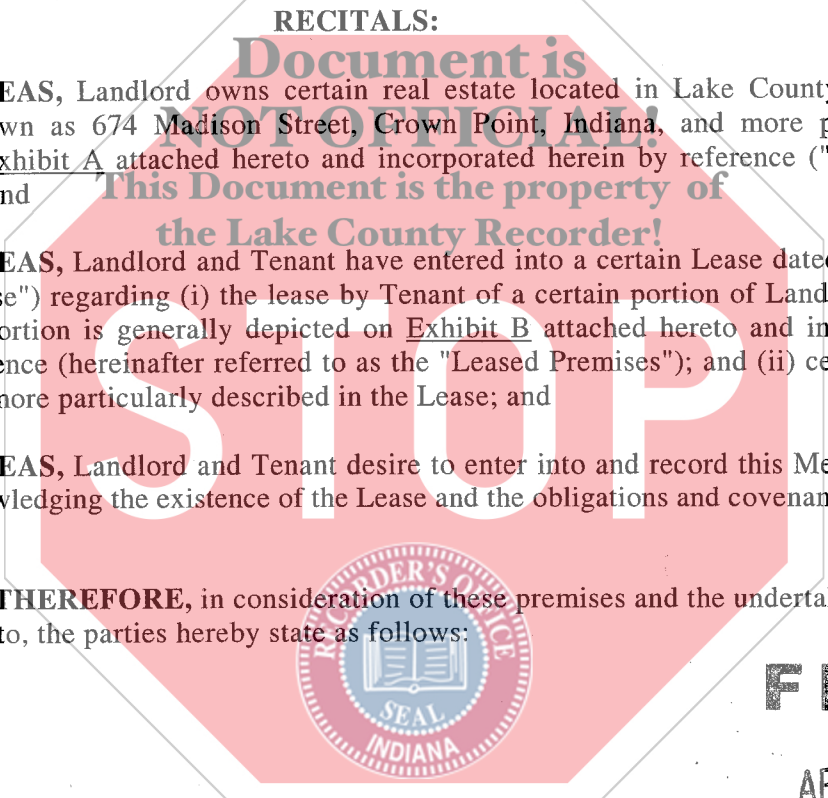 RECITALS:
Document is
EAS, Landlord owns certain real estate located in Lake County
NOT OFFICIAL!
wn as 674 Madison Street, Crown Point, Indiana, and more p
xhibit A attached hereto and incorporated herein by reference ("
nd
This Document is the property of
the Lake County Recorder!
EAS, Landlord and Tenant have entered into a certain Lease dated
se") regarding (i) the lease by Tenant of a certain portion of Land
ortion is generally depicted on Exhibit B attached hereto and in
ence (hereinafter referred to as the "Leased Premises"); and (ii) ce
nore particularly described in the Lease; and
STOP
EAS, Landlord and Tenant desire to enter into and record this Me
wledging the existence of the Lease and the obligations and covenan
THEREFORE, in consideration of these premises and the underta
to, the parties hereby state as follows:
RECORDER'S OFFICE
SEAL
INDIANA
F
AP